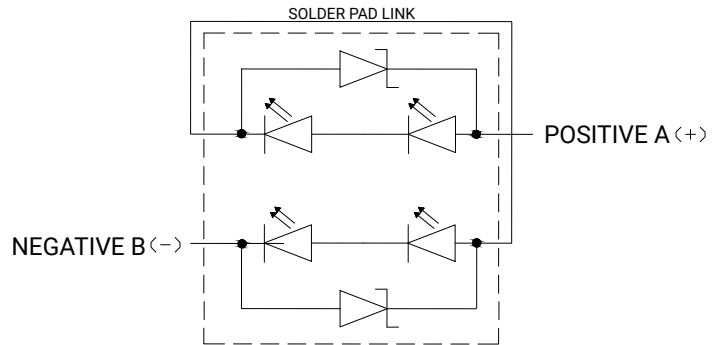 SOLDER PAD LINK
POSITIVE A (+)
NEGATIVE B (-)